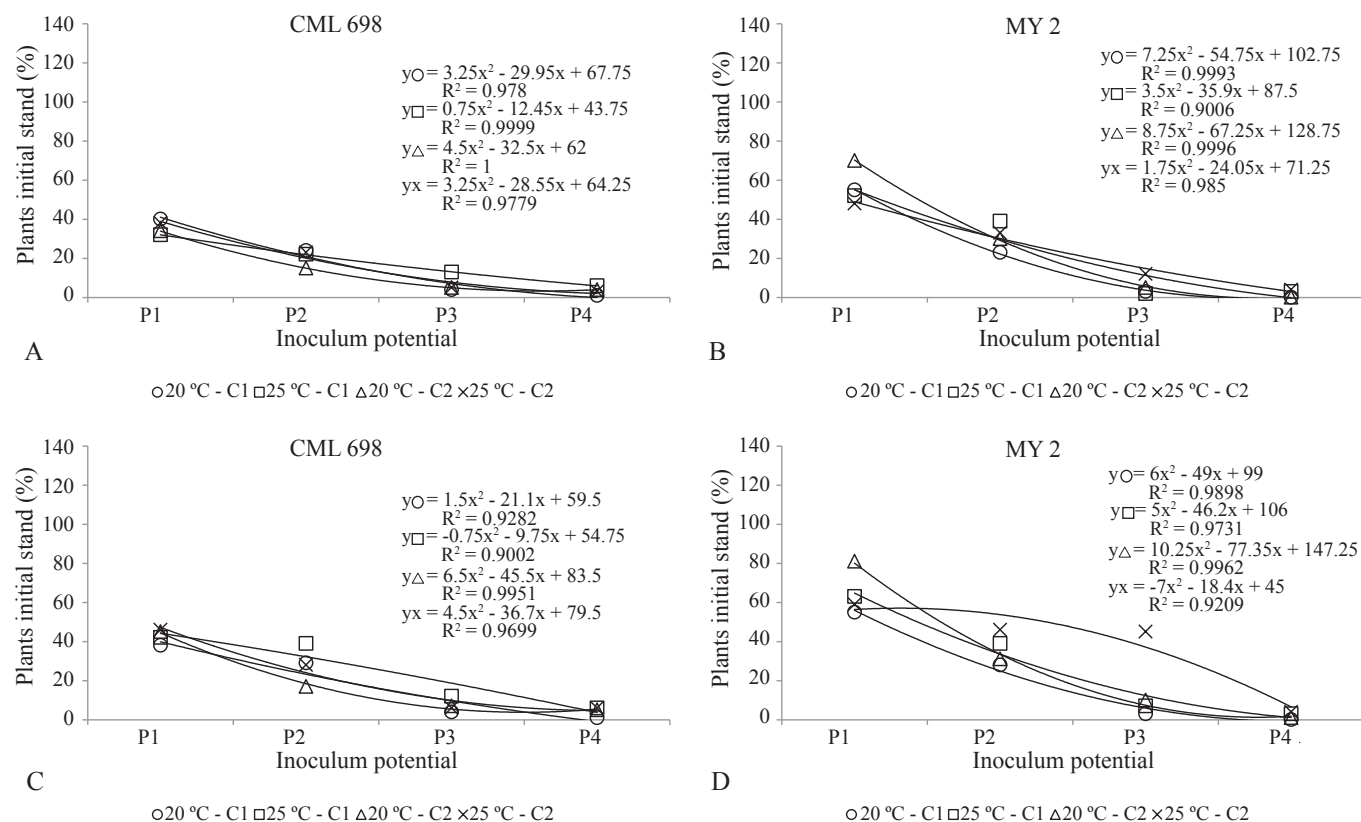 CML 698
Plants initial stand (%)
140
120
100
80
60
40
20
0
y○= 3.25x² - 29.95x + 67.75
R² = 0.978
y□= 0.75x² - 12.45x + 43.75
R² = 0.9999
y△= 4.5x² - 32.5x + 62
R² = 1
yx = 3.25x² - 28.55x + 64.25
R² = 0.9779
P1 P2 P3 P4
Inoculum potential
A
○20 ºC - C1 □25 ºC - C1 △20 ºC - C2 ×25 ºC - C2
MY 2
Plants initial stand (%)
140
120
100
80
60
40
20
0
y○= 7.25x² - 54.75x + 102.75
R² = 0.9993
y□= 3.5x² - 35.9x + 87.5
R² = 0.9006
y△= 8.75x² - 67.25x + 128.75
R² = 0.9996
yx = 1.75x² - 24.05x + 71.25
R² = 0.985
P1 P2 P3 P4
Inoculum potential
B
○20 ºC - C1 □25 ºC - C1 △20 ºC - C2 ×25 ºC - C2
CML 698
Plants initial stand (%)
140
120
100
80
60
40
20
0
y○= 1.5x² - 21.1x + 59.5
R² = 0.9282
y□= -0.75x² - 9.75x + 54.75
R² = 0.9002
y△= 6.5x² - 45.5x + 83.5
R² = 0.9951
yx = 4.5x² - 36.7x + 79.5
R² = 0.9699
P1 P2 P3 P4
Inoculum potential
C
○20 ºC - C1 □25 ºC - C1 △20 ºC - C2 ×25 ºC - C2
MY 2
Plants initial stand (%)
140
120
100
80
60
40
20
0
y○= 6x² - 49x + 99
R² = 0.9898
y□= 5x² - 46.2x + 106
R² = 0.9731
y△= 10.25x² - 77.35x + 147.25
R² = 0.9962
yx = -7x² - 18.4x + 45
R² = 0.9209
P1 P2 P3 P4
Inoculum potential
D
○20 ºC - C1 □25 ºC - C1 △20 ºC - C2 ×25 ºC - C2